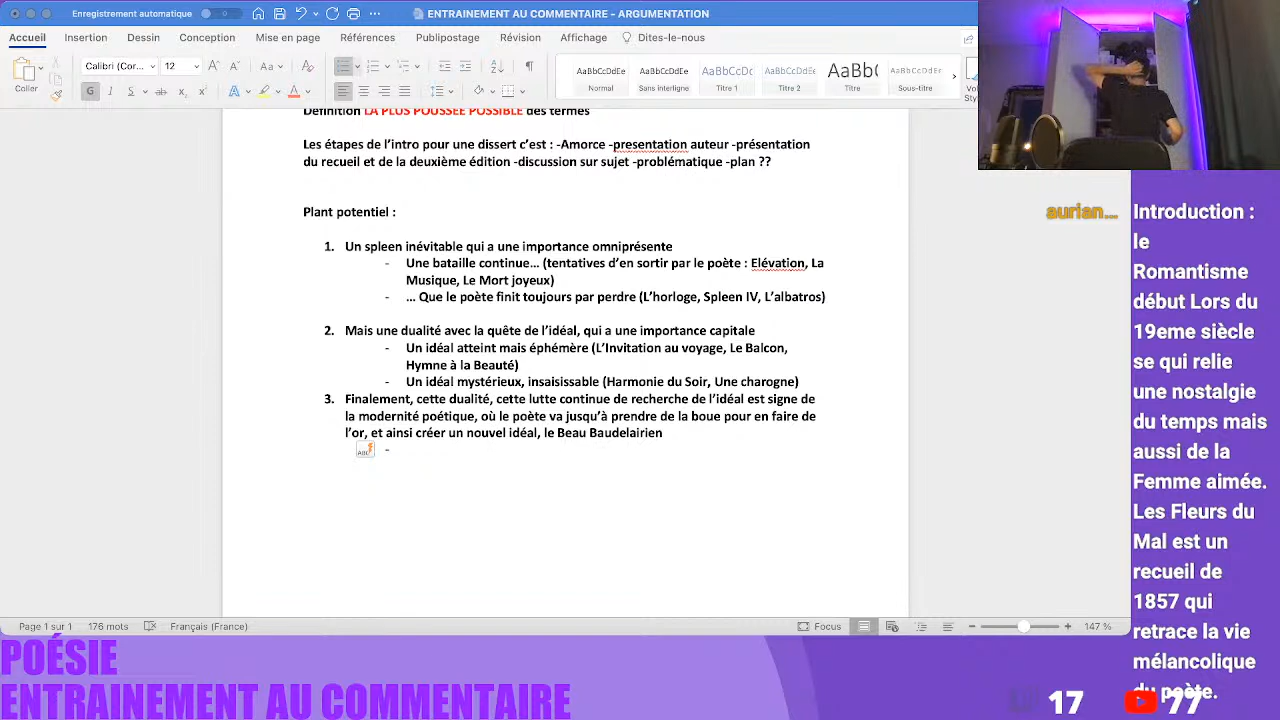 Enregistrement automatique
ENTRAINEMENT AU COMMENTAIRE - ARGUMENTATION
Accueil Insertion Dessin Conception Mise en page Références Publipostage Révision Affichage Dites-le-nous
Coller
Calibri (Cor... 12
AaBbCcDdEe AaBbCcDdEe AaBbCcDc AaBbCcDdEe AaBb( AaBbCcDdEe
Normal Sans interligne Titre 1 Titre 2 Titre Sous-titre
Définition LA PLUS POUSSEE POSSIBLE des termes
Les étapes de l'intro pour une dissert c'est : -Amorce -presentation auteur -présentation
du recueil et de la deuxième édition -discussion sur sujet -problématique -plan ??
Plant potentiel :
1. Un spleen inévitable qui a une importance omniprésente
- Une bataille continue… (tentatives d'en sortir par le poète : Elévation, La
Musique, Le Mort joyeux)
- … Que le poète finit toujours par perdre (L'horloge, Spleen IV, L'albatros)
2. Mais une dualité avec la quête de l'idéal, qui a une importance capitale
- Un idéal atteint mais éphémère (L'Invitation au voyage, Le Balcon,
Hymne à la Beauté)
- Un idéal mystérieux, insaisissable (Harmonie du Soir, Une charogne)
3. Finalement, cette dualité, cette lutte continue de recherche de l'idéal est signe de
la modernité poétique, où le poète va jusqu'à prendre de la boue pour en faire de
l'or, et ainsi créer un nouvel idéal, le Beau Baudelairien
-
Page 1 sur 1 176 mots Français (France) Focus 147 %
aurian...
Introduction :
le
Romantisme
début Lors du
19eme siècle
se qui relie
une nostalgie
du temps mais
aussi de la
Femme aimée.
Les Fleurs du
Mal est un
recueil de
1857 qui
retrace la vie
mélancolique
du poète.
POÉSIE
ENTRAINEMENT AU COMMENTAIRE
17 77